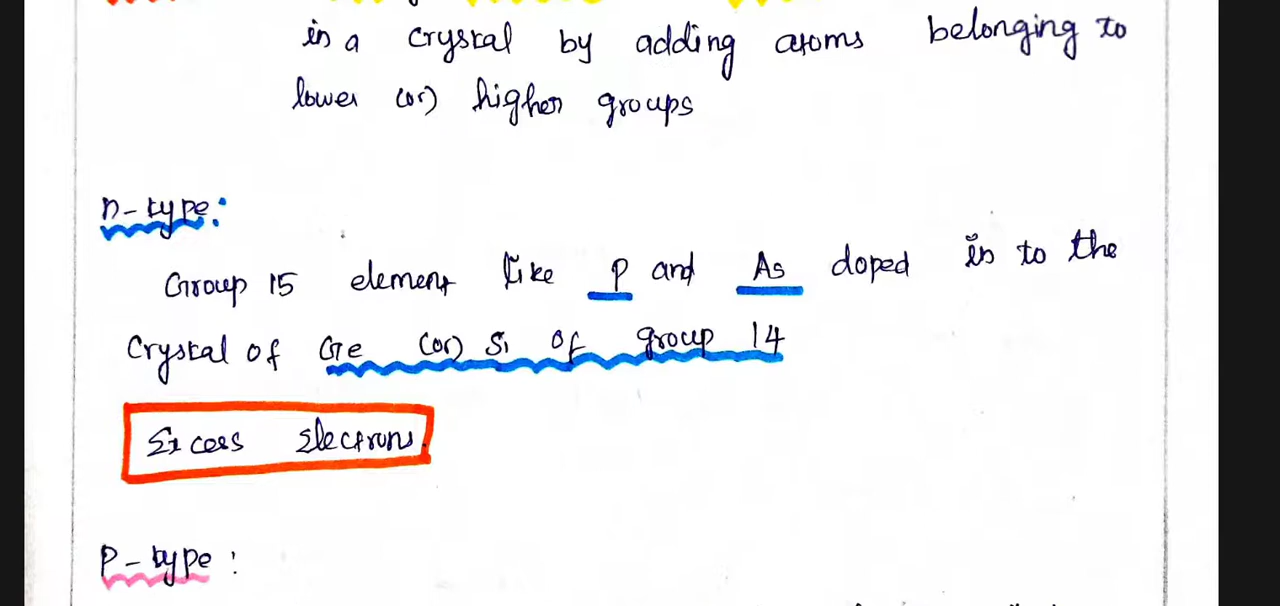 in a crystal by adding atoms belonging to
lower (or) higher groups
n-type:
Group 15 element like P and As doped in to the
Crystal of Ge (or) Si of group 14
Excess Electrons.
P-type: